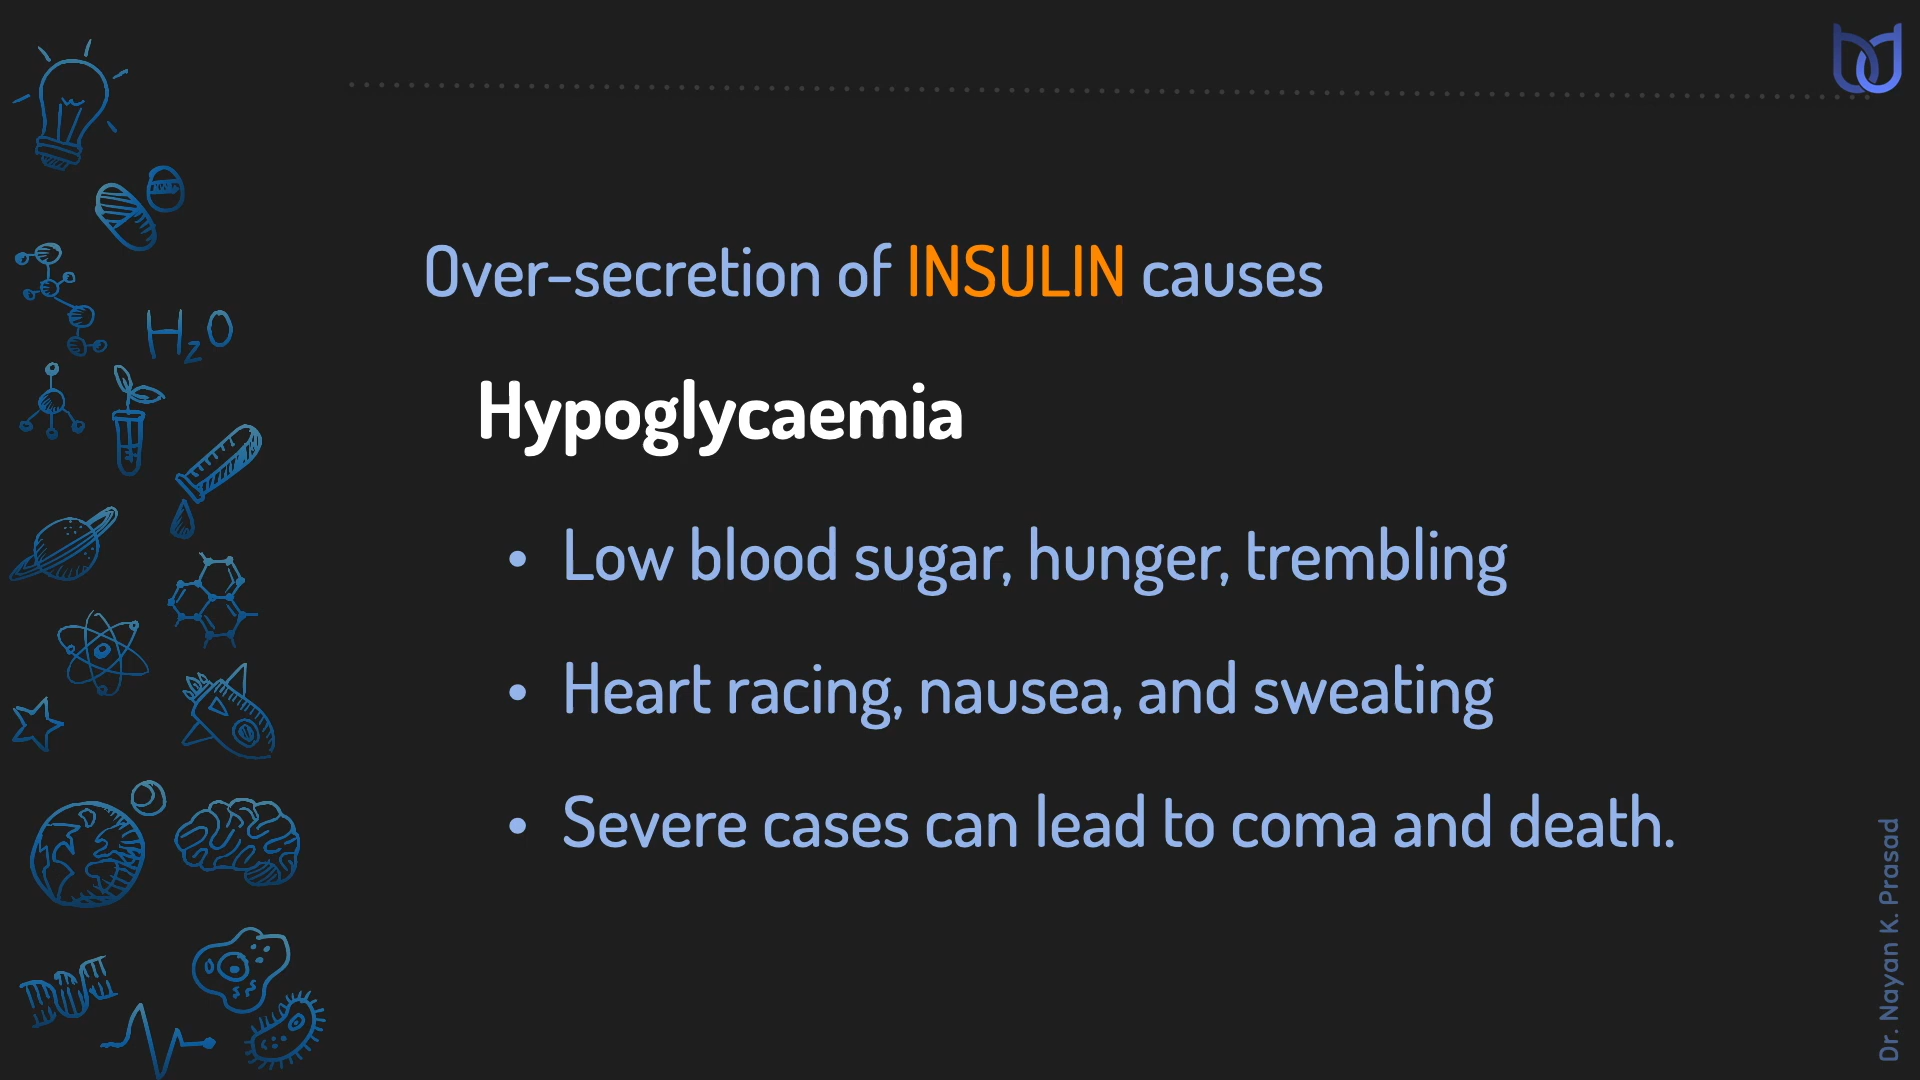 Over-secretion of INSULIN causes
Hypoglycaemia
• Low blood sugar, hunger, trembling
• Heart racing, nausea, and sweating
• Severe cases can lead to coma and death.
H₂O
Dr. Nayan K. Prasad